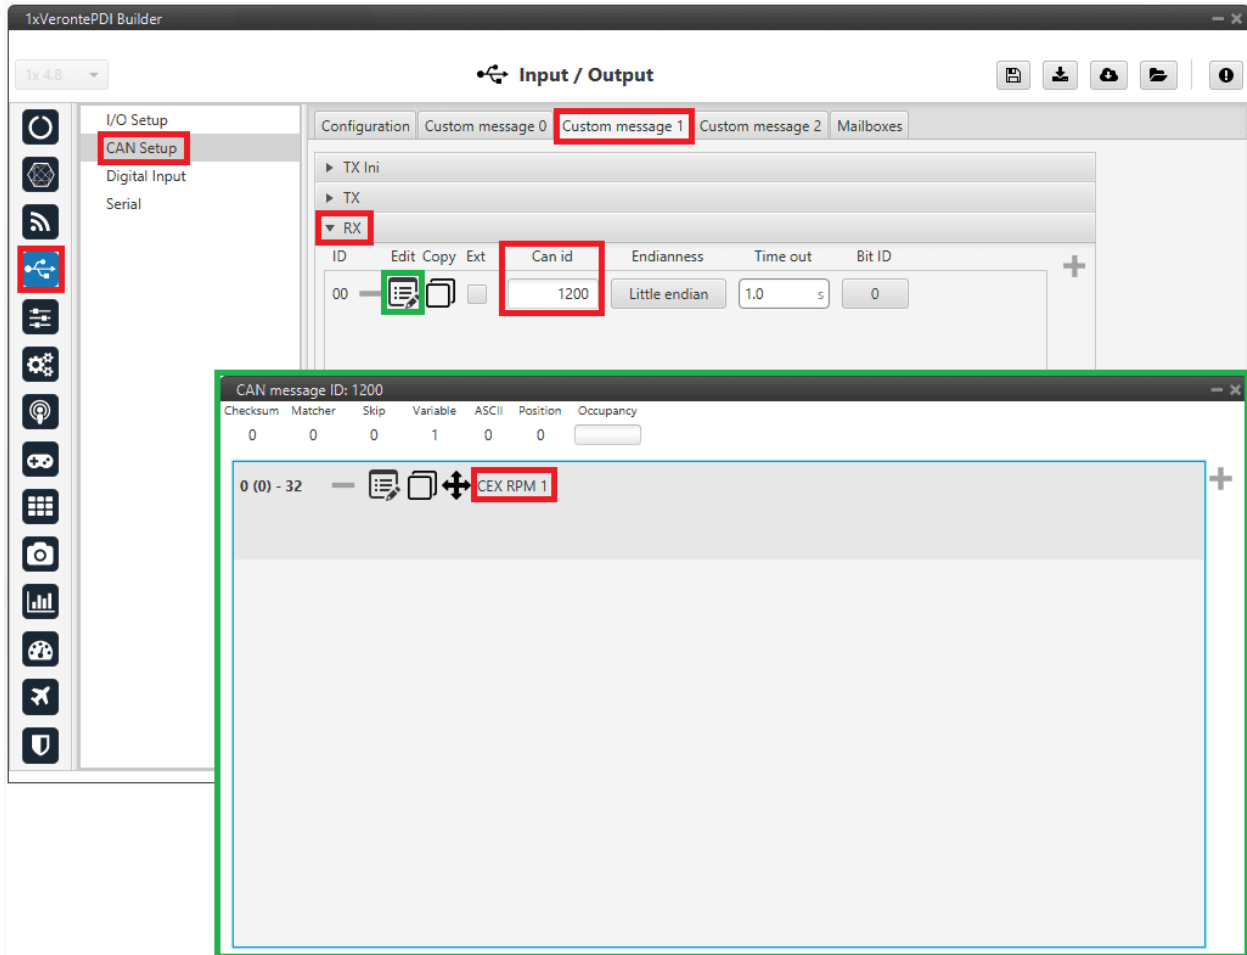 1xVerontePDI Builder
1x 4.8
Input / Output
I/O Setup
CAN Setup
Digital Input
Serial
Configuration Custom message 0 Custom message 1 Custom message 2 Mailboxes
TX Ini
TX
RX
ID Edit Copy Ext Can id Endianness Time out Bit ID
00 1200 Little endian 1.0 s 0
CAN message ID: 1200
Checksum Matcher Skip Variable ASCII Position Occupancy
0 0 0 1 0 0
0 (0) - 32 CEX RPM 1